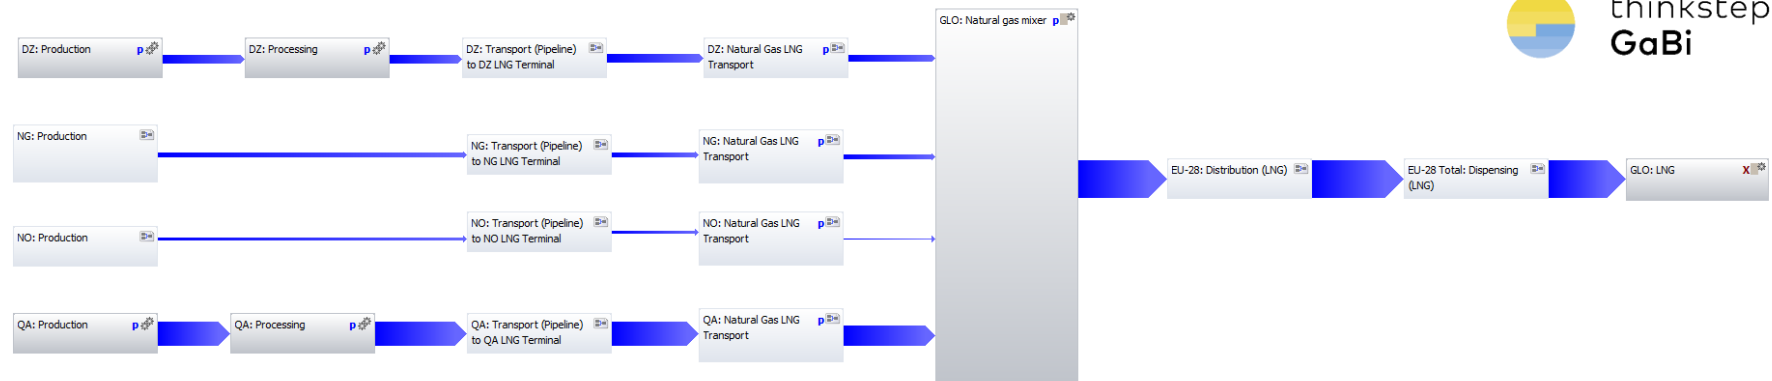 thinkstep
GaBi
GLO: Natural gas mixer p
DZ: Production p
DZ: Processing p
DZ: Transport (Pipeline)
to DZ LNG Terminal
DZ: Natural Gas LNG p
Transport
NG: Production
NG: Transport (Pipeline)
to NG LNG Terminal
NG: Natural Gas LNG p
Transport
EU-28: Distribution (LNG)
EU-28 Total: Dispensing
(LNG)
GLO: LNG X
NO: Production
NO: Transport (Pipeline)
to NO LNG Terminal
NO: Natural Gas LNG p
Transport
QA: Production p
QA: Processing p
QA: Transport (Pipeline)
to QA LNG Terminal
QA: Natural Gas LNG p
Transport